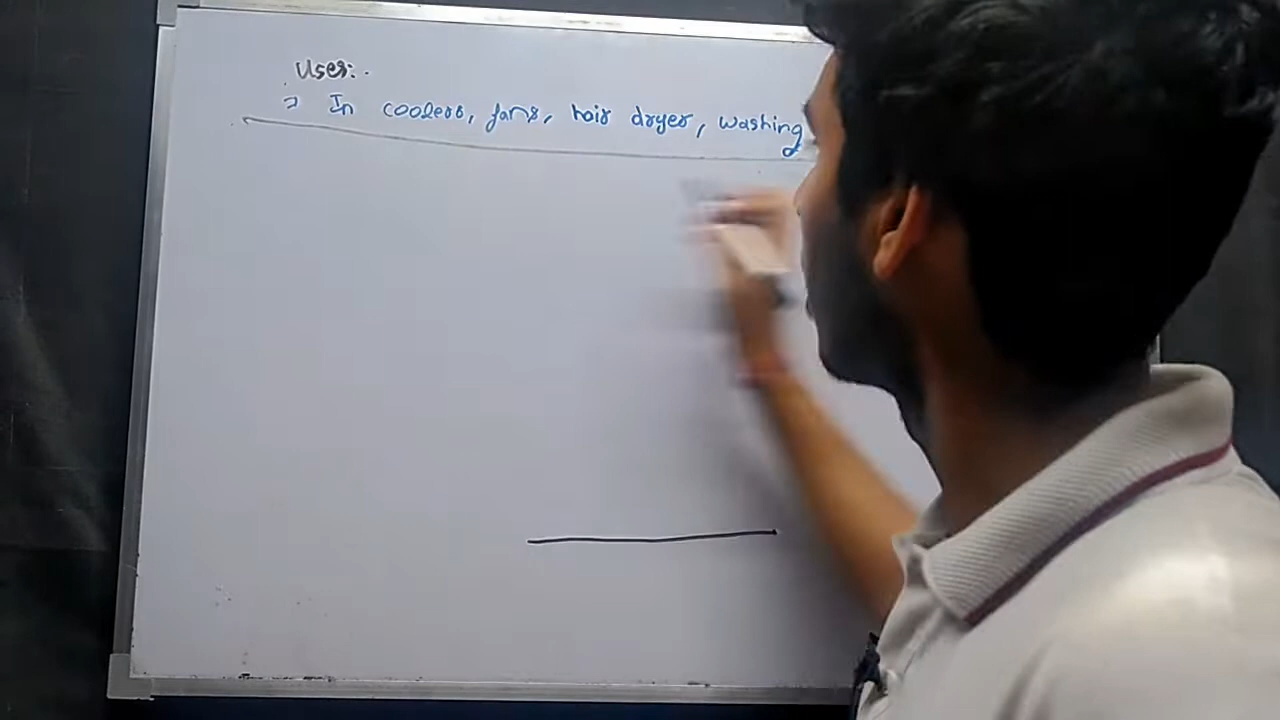 Uses:.
→ In coolers, fans, hair dryer, washing